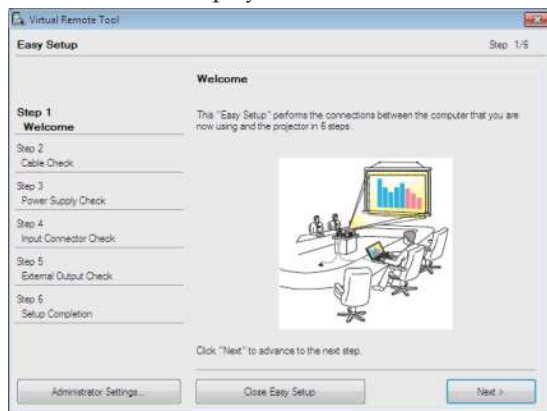 Virtual Remote Tool
Easy Setup
Step 1/6
Welcome
Step 1
Welcome
This "Easy Setup" performs the connections between the computer that you are
now using and the projector in 6 steps.
Step 2
Cable Check
Step 3
Power Supply Check
Step 4
Input Connector Check
Step 5
External Output Check
Step 6
Setup Completion
Click "Next" to advance to the next step.
Administrator Settings...
Close Easy Setup
Next >